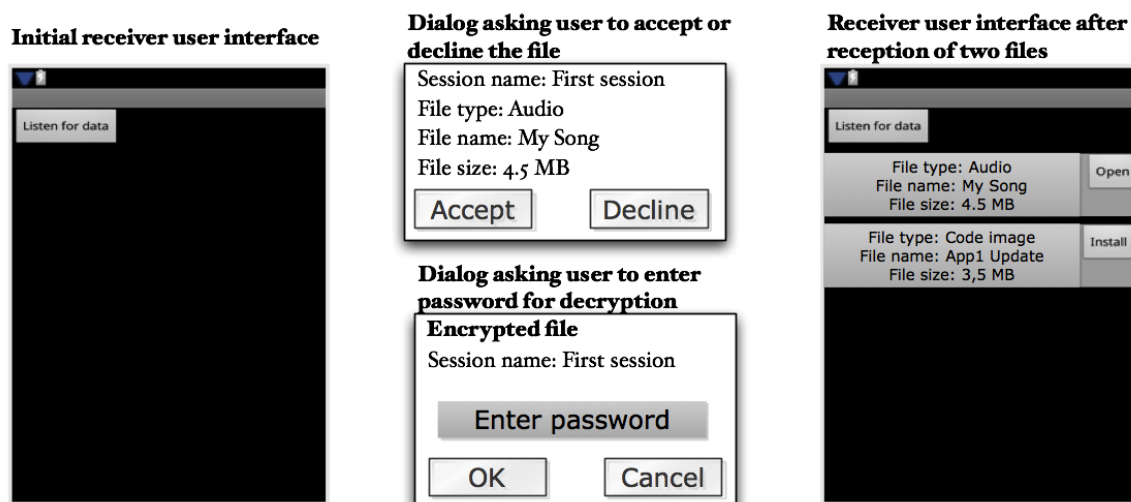 Initial receiver user interface
Listen for data
Dialog asking user to accept or
decline the file
Session name: First session
File type: Audio
File name: My Song
File size: 4.5 MB
Accept
Decline
Dialog asking user to enter
password for decryption
Encrypted file
Session name: First session
Enter password
OK
Cancel
Receiver user interface after
reception of two files
Listen for data
File type: Audio
File name: My Song
File size: 4.5 MB
Open
File type: Code image
File name: App1 Update
File size: 3,5 MB
Install